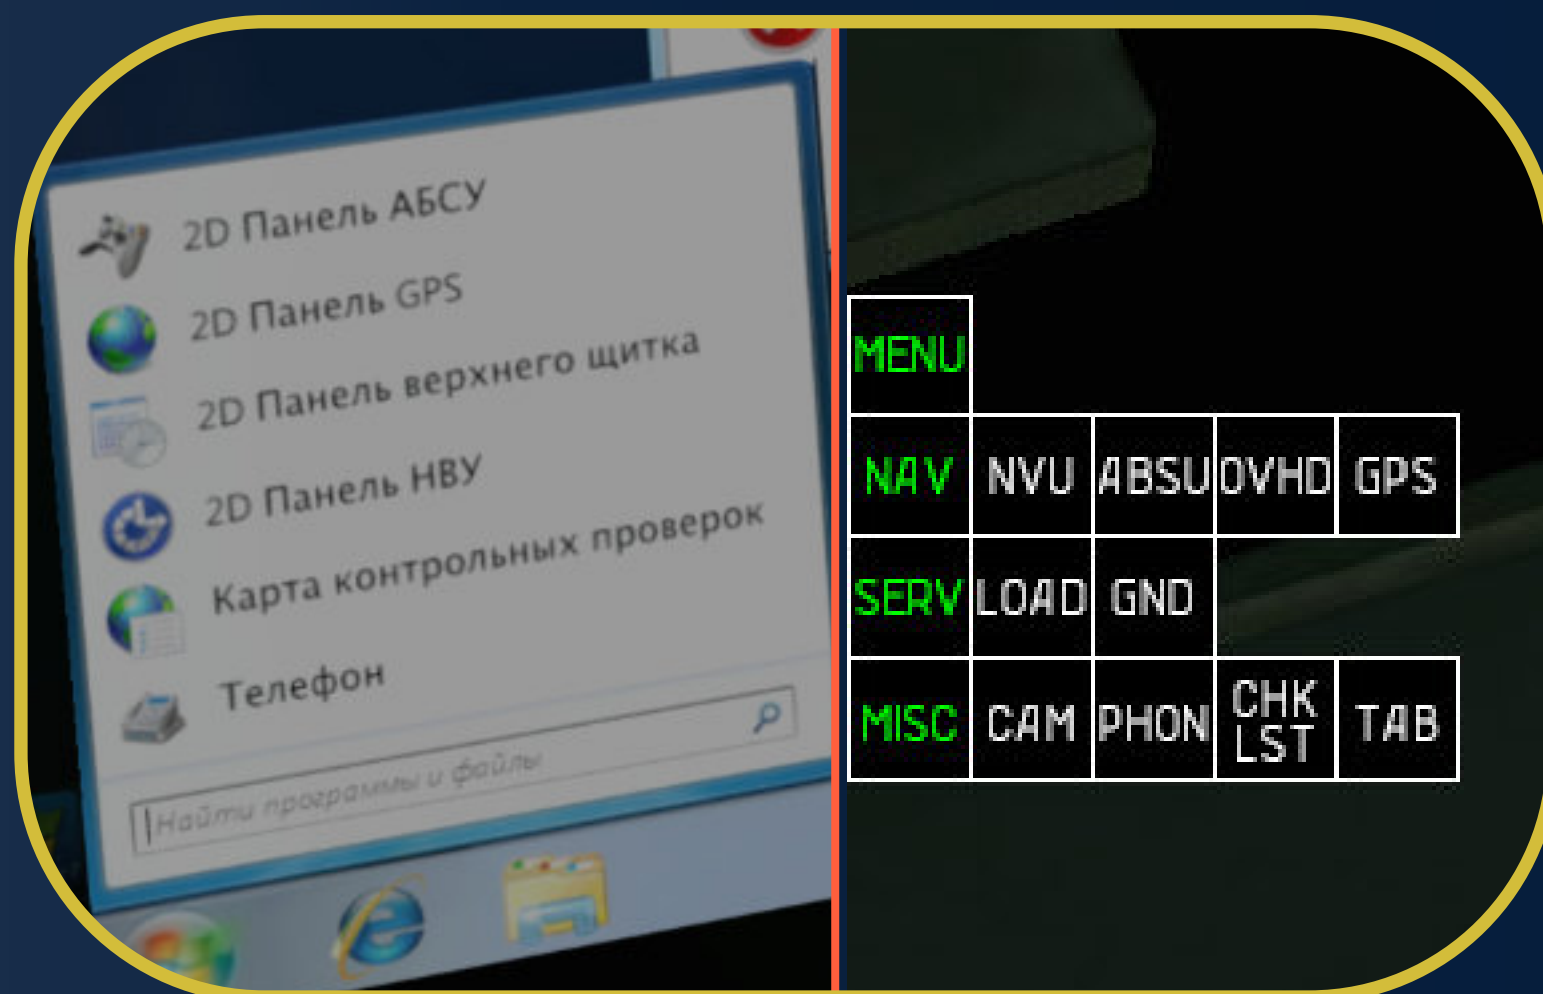 2D Панель АБСУ
2D Панель GPS
2D Панель верхнего щитка
2D Панель НВУ
Карта контрольных проверок
Телефон
Найти программы и файлы
MENU
NAV NVU ABSU OVHD GPS
SERV LOAD GND
MISC CAM PHON CHK LST TAB